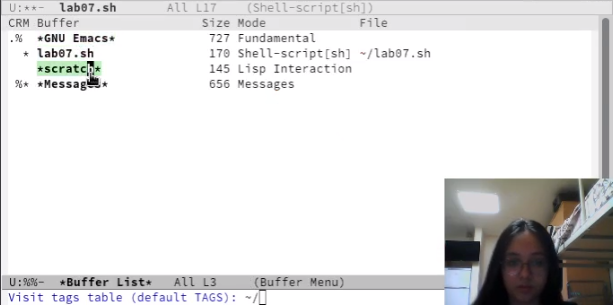 U:**-  lab07.sh      All L17    (Shell-script[sh])
CRM Buffer                Size Mode             File
.%  *GNU Emacs*            727 Fundamental
  * lab07.sh               170 Shell-script[sh] ~/lab07.sh
    *scratch*              145 Lisp Interaction
 %* *Messages*             656 Messages
U:%%-  *Buffer List*   All L3     (Buffer Menu)
Visit tags table (default TAGS): ~/